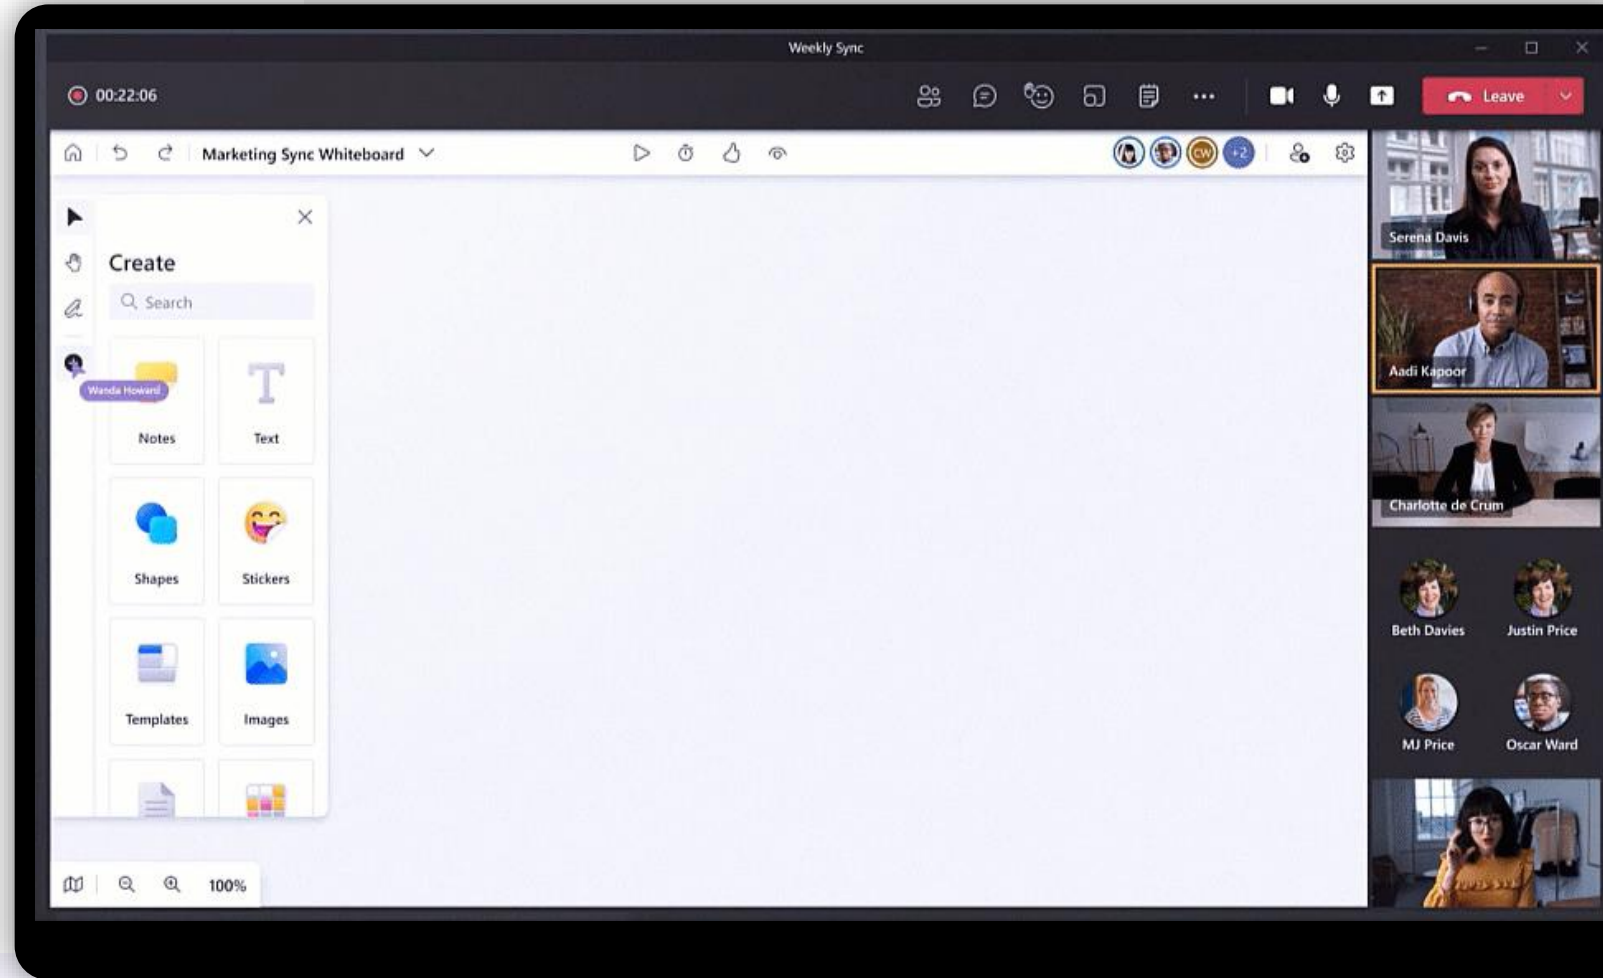 Weekly Sync
00:22:06
Leave
Marketing Sync Whiteboard
CW
+2
Create
Search
Wanda Howard
Notes
Text
Shapes
Stickers
Templates
Images
100%
Serena Davis
Aadi Kapoor
Charlotte de Crum
Beth Davies
Justin Price
MJ Price
Oscar Ward